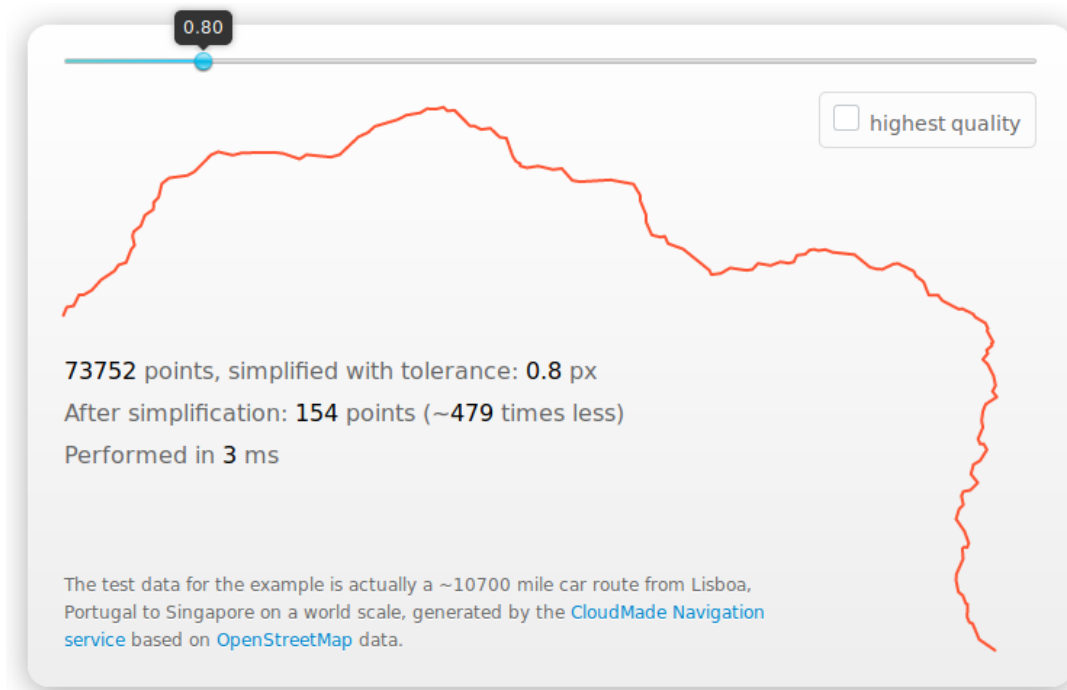 0.80
highest quality
73752 points, simplified with tolerance: 0.8 px
After simplification: 154 points (~479 times less)
Performed in 3 ms
The test data for the example is actually a ~10700 mile car route from Lisboa,
Portugal to Singapore on a world scale, generated by the CloudMade Navigation
service based on OpenStreetMap data.